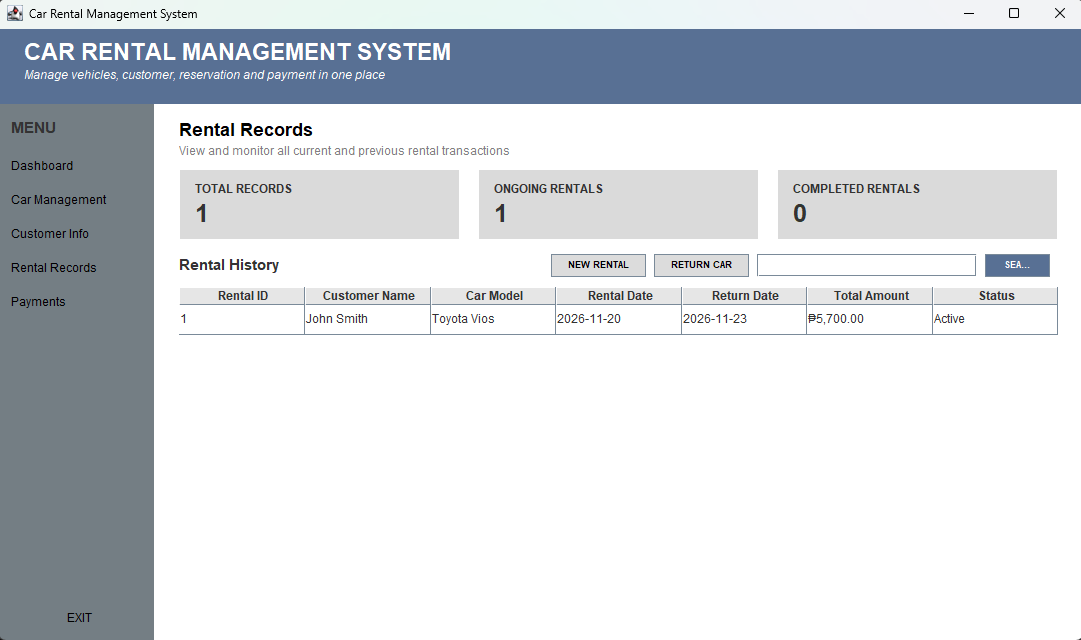 Car Rental Management System
CAR RENTAL MANAGEMENT SYSTEM
Manage vehicles, customer, reservation and payment in one place
MENU
Dashboard
Car Management
Customer Info
Rental Records
Payments
EXIT
Rental Records
View and monitor all current and previous rental transactions
TOTAL RECORDS
1
ONGOING RENTALS
1
COMPLETED RENTALS
0
Rental History
NEW RENTAL
RETURN CAR
SEA...
Rental ID Customer Name Car Model Rental Date Return Date Total Amount Status
1 John Smith Toyota Vios 2026-11-20 2026-11-23 ₱5,700.00 Active